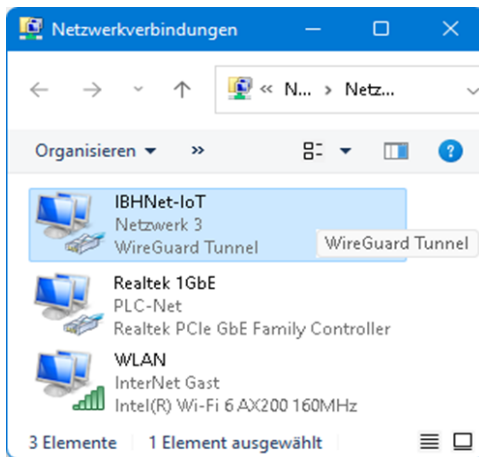 Netzwerkverbindungen
« N... › Netz...
Organisieren »
IBHNet-IoT
Netzwerk 3
WireGuard Tunnel
WireGuard Tunnel
Realtek 1GbE
PLC-Net
Realtek PCIe GbE Family Controller
WLAN
InterNet Gast
Intel(R) Wi-Fi 6 AX200 160MHz
3 Elemente 1 Element ausgewählt